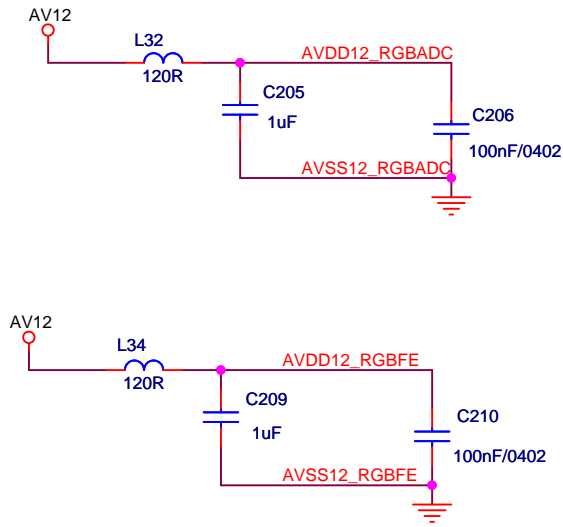 AV12
L32
120R
AVDD12_RGBADC
C205
1uF
C206
100nF/0402
AVSS12_RGBADC
AV12
L34
120R
AVDD12_RGBFE
C209
1uF
C210
100nF/0402
AVSS12_RGBFE